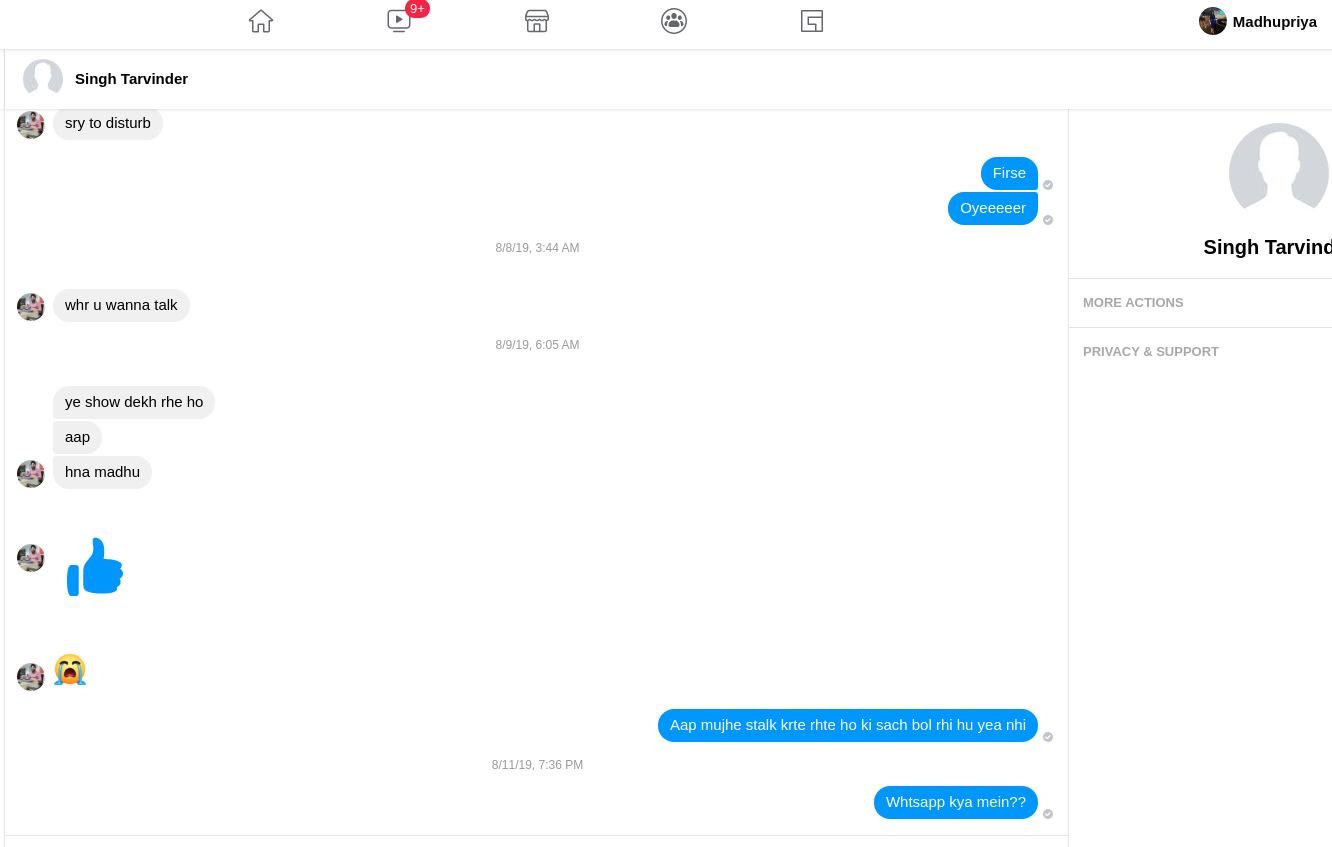 9+
Madhupriya
Singh Tarvinder
sry to disturb
Firse
Oyeeeeer
8/8/19, 3:44 AM
whr u wanna talk
8/9/19, 6:05 AM
ye show dekh rhe ho
aap
hna madhu
😭
Aap mujhe stalk krte rhte ho ki sach bol rhi hu yea nhi
8/11/19, 7:36 PM
Whtsapp kya mein??
Singh Tarvind
MORE ACTIONS
PRIVACY & SUPPORT